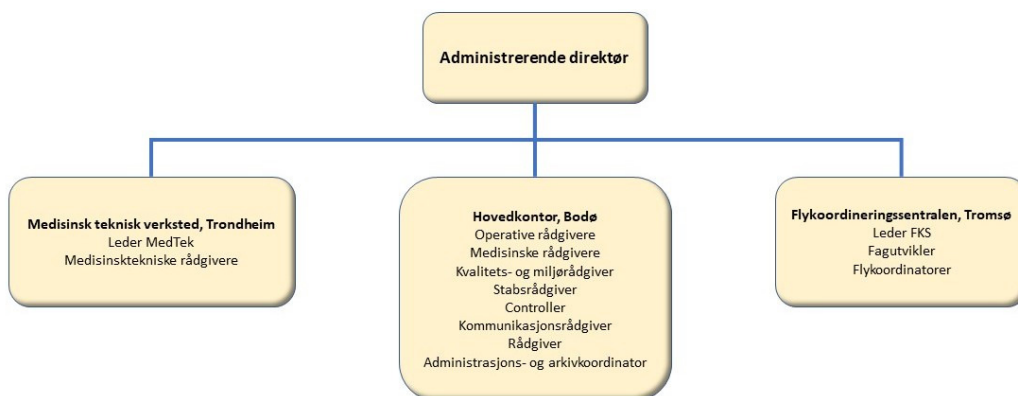 Administrerende direktør
Medisinsk teknisk verksted, Trondheim
Leder MedTek
Medisinsktekniske rådgivere
Hovedkontor, Bodø
Operative rådgivere
Medisinske rådgivere
Kvalitets- og miljørådgiver
Stabsrådgiver
Controller
Kommunikasjonsrådgiver
Rådgiver
Administrasjons- og arkivkoordinator
Flykoordineringssentralen, Tromsø
Leder FKS
Fagutvikler
Flykoordinatorer